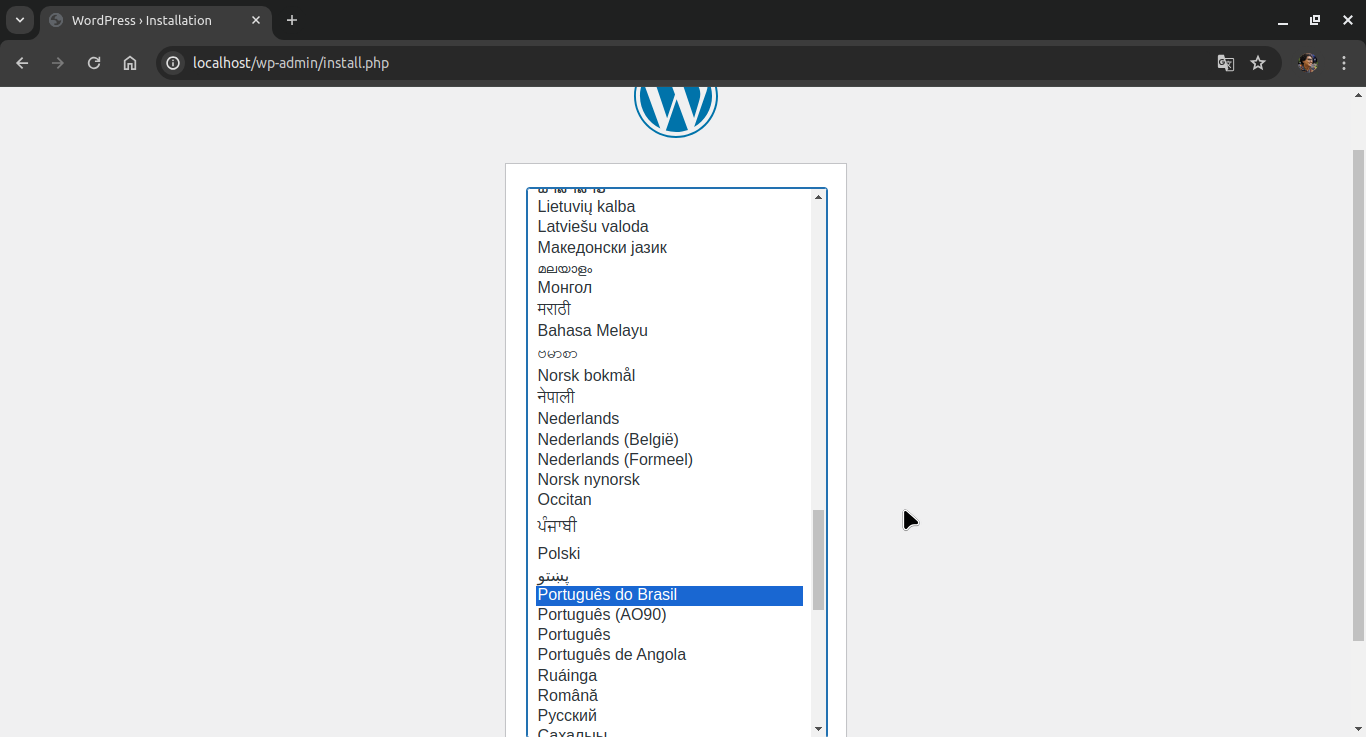 WordPress › Installation
localhost/wp-admin/install.php
Lietuvių kalba
Latviešu valoda
Македонски јазик
മലയാളം
Монгол
मराठी
Bahasa Melayu
ဗမာစာ
Norsk bokmål
नेपाली
Nederlands
Nederlands (België)
Nederlands (Formeel)
Norsk nynorsk
Occitan
ਪੰਜਾਬੀ
Polski
پښتو
Português do Brasil
Português (AO90)
Português
Português de Angola
Ruáinga
Română
Русский